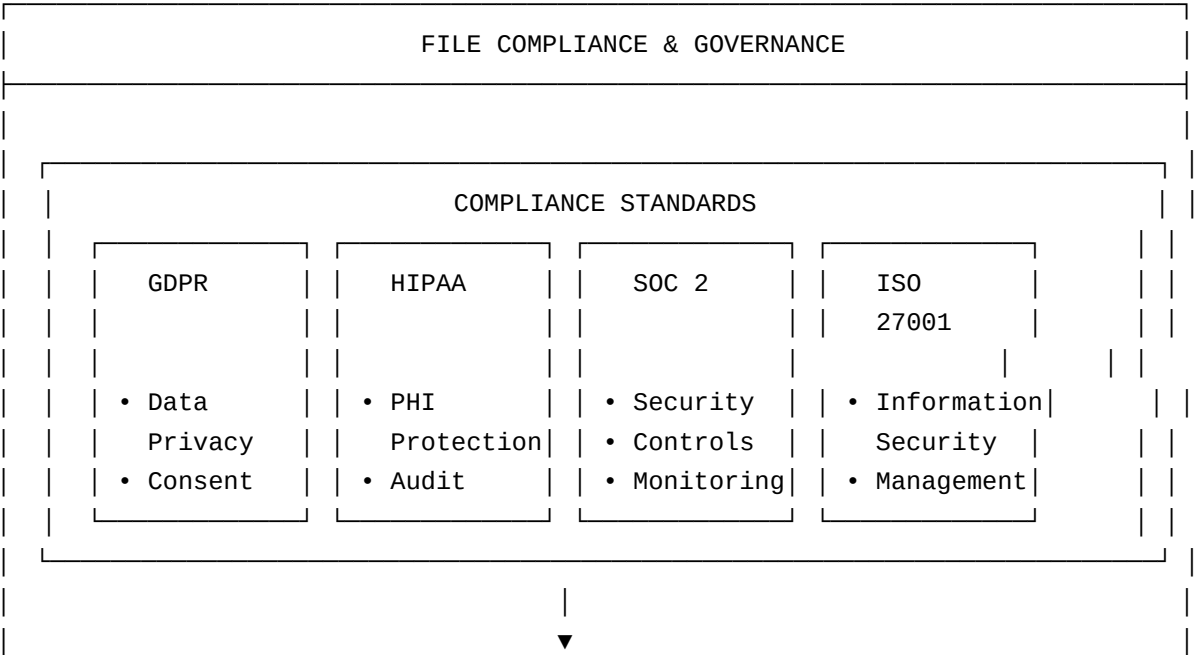 FILE COMPLIANCE & GOVERNANCE
COMPLIANCE STANDARDS
GDPR HIPAA SOC 2 ISO
27001
• Data • PHI • Security • Information
Privacy Protection • Controls Security
• Consent • Audit • Monitoring • Management